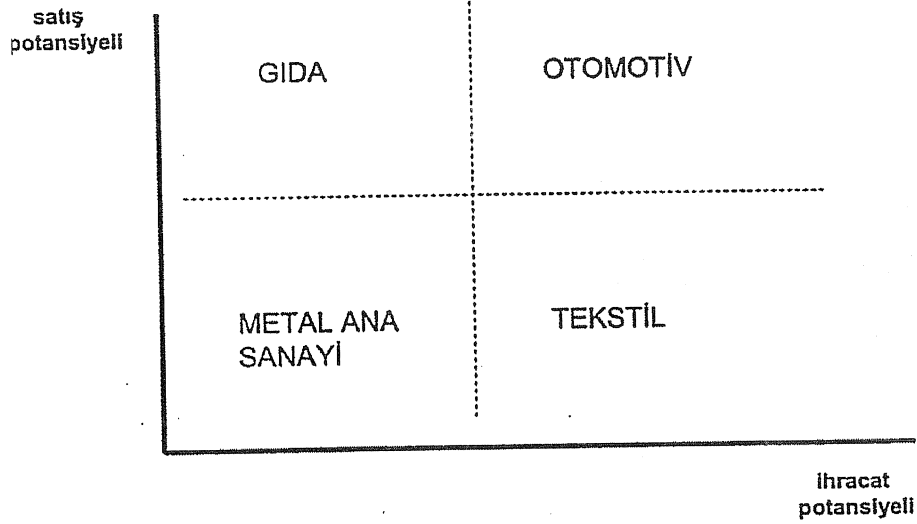 satış
potansiyeli
GIDA
OTOMOTİV
METAL ANA
SANAYİ
TEKSTİL
ihracat
potansiyeli